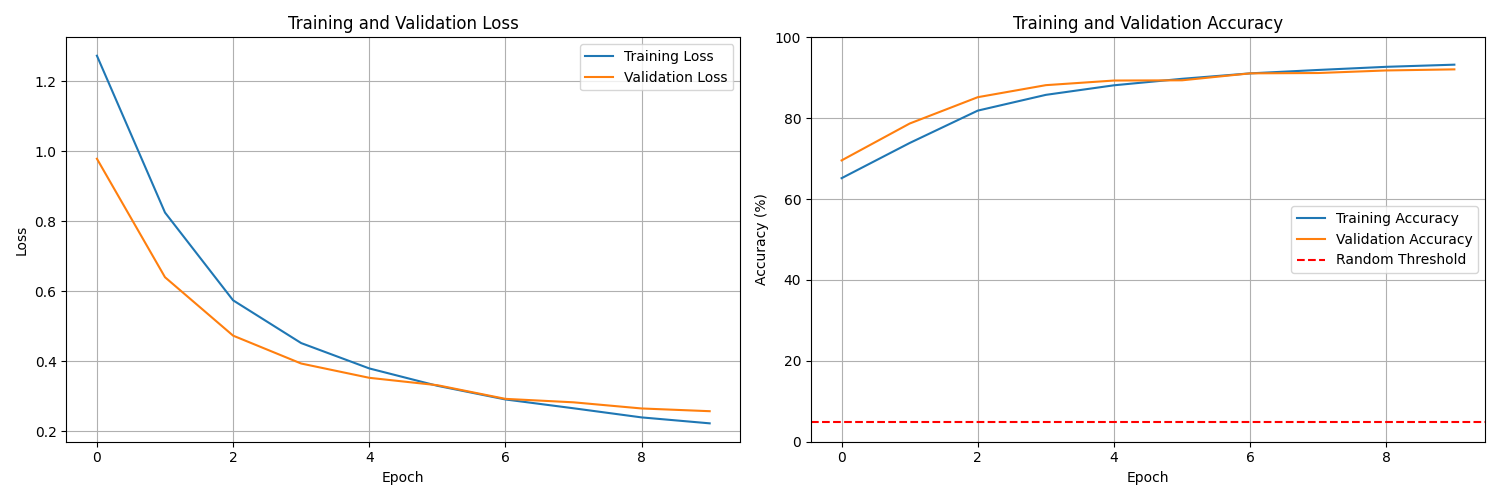 Training and Validation Loss
Training Loss
Validation Loss
1.2
1.0
0.8
0.6
0.4
0.2
Loss
0 2 4 6 8
Epoch
Training and Validation Accuracy
100
80
60
40
20
0
Accuracy (%)
Training Accuracy
Validation Accuracy
Random Threshold
0 2 4 6 8
Epoch